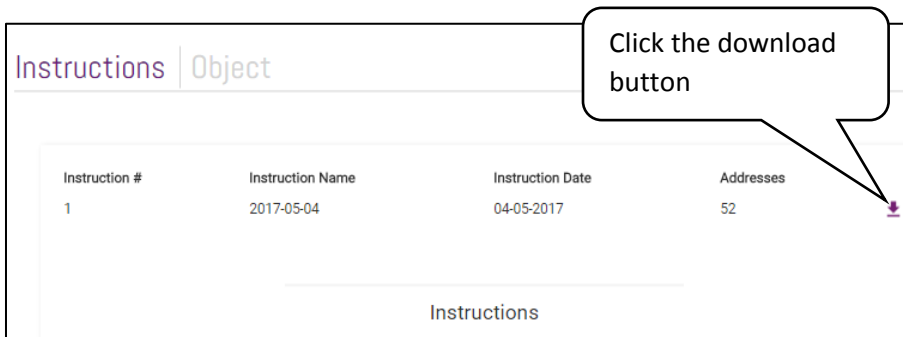 Click the download
button
Instructions Object
Instruction # Instruction Name Instruction Date Addresses
1 2017-05-04 04-05-2017 52
Instructions